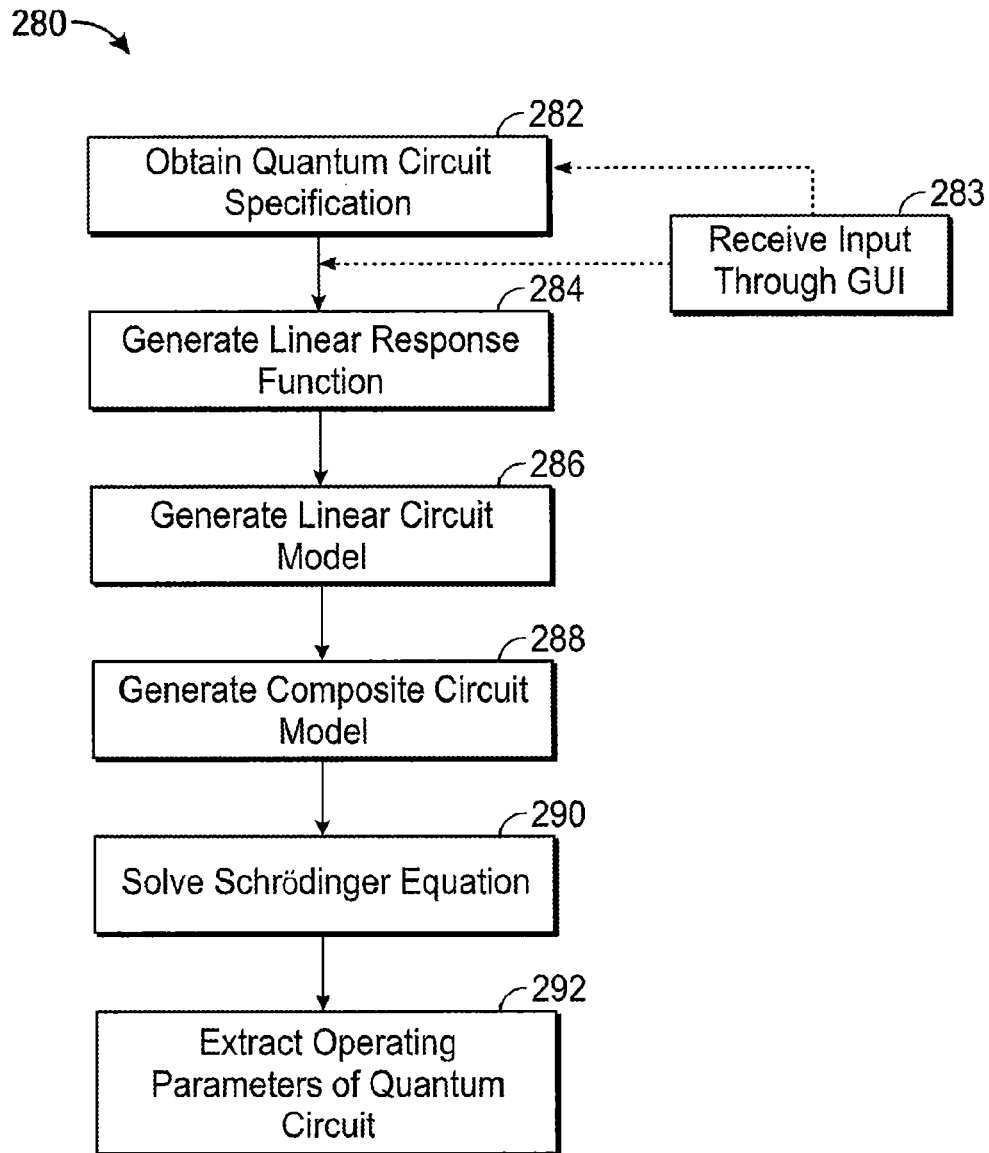 280
282
Obtain Quantum Circuit
Specification
283
Receive Input
Through GUI
284
Generate Linear Response
Function
286
Generate Linear Circuit
Model
288
Generate Composite Circuit
Model
290
Solve Schrödinger Equation
292
Extract Operating
Parameters of Quantum
Circuit